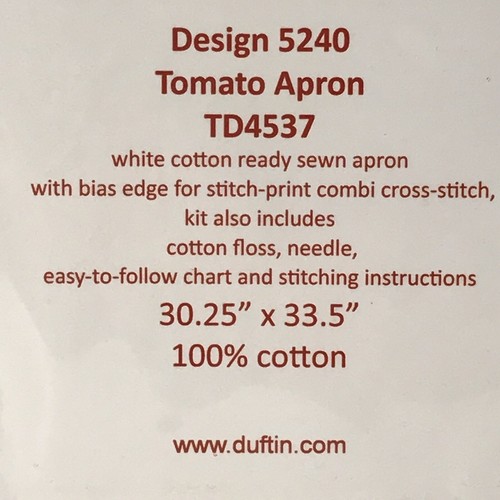 Design 5240
Tomato Apron
TD4537
white cotton ready sewn apron
with bias edge for stitch-print combi cross-stitch,
kit also includes
cotton floss, needle,
easy-to-follow chart and stitching instructions
30.25” x 33.5”
100% cotton
www.duftin.com